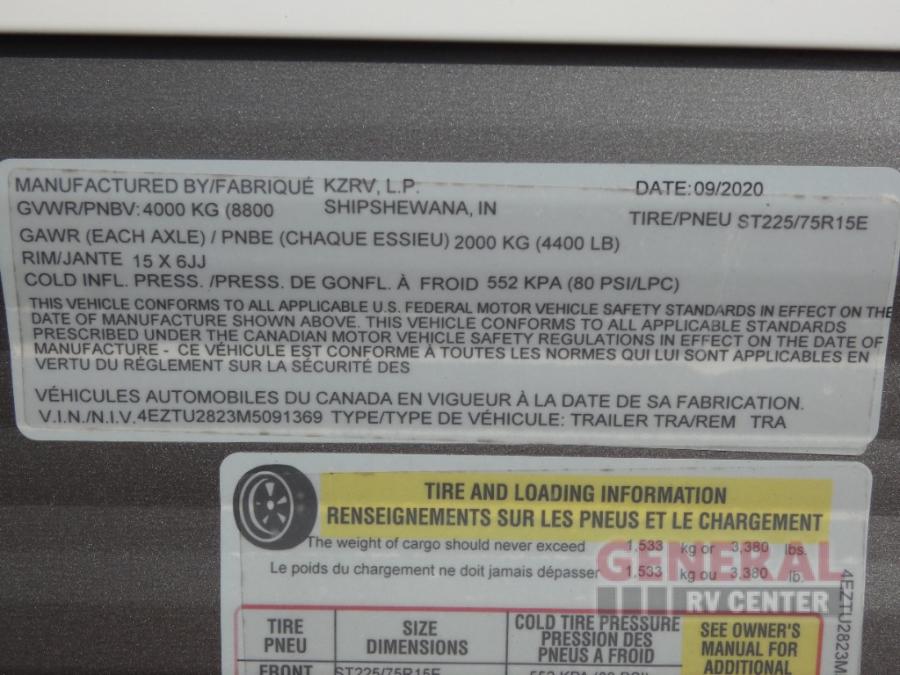 MANUFACTURED BY/FABRIQUÉ KZRV, L.P. DATE: 09/2020
GVWR/PNBV: 4000 KG (8800 SHIPSHEWANA, IN TIRE/PNEU ST225/75R15E
GAWR (EACH AXLE) / PNBE (CHAQUE ESSIEU) 2000 KG (4400 LB)
RIM/JANTE 15 X 6JJ
COLD INFL. PRESS. /PRESS. DE GONFL. À FROID 552 KPA (80 PSI/LPC)
THIS VEHICLE CONFORMS TO ALL APPLICABLE U.S. FEDERAL MOTOR VEHICLE SAFETY STANDARDS IN EFFECT ON THE
DATE OF MANUFACTURE SHOWN ABOVE. THIS VEHICLE CONFORMS TO ALL APPLICABLE STANDARDS
PRESCRIBED UNDER THE CANADIAN MOTOR VEHICLE SAFETY REGULATIONS IN EFFECT ON THE DATE OF
MANUFACTURE - CE VÉHICULE EST CONFORME À TOUTES LES NORMES QUI LUI SONT APPLICABLES EN
VERTU DU RÉGLEMENT SUR LA SÉCURITÉ DES
VÉHICULES AUTOMOBILES DU CANADA EN VIGUEUR À LA DATE DE SA FABRICATION.
V.I.N./N.I.V. 4EZTU2823M5091369 TYPE/TYPE DE VÉHICULE: TRAILER TRA/REM TRA
TIRE AND LOADING INFORMATION
RENSEIGNEMENTS SUR LES PNEUS ET LE CHARGEMENT
The weight of cargo should never exceed 1,533 kg or 3,380 lbs.
Le poids du chargement ne doit jamais dépasser 1,533 kg ou 3,380 lb.
GENERAL
RV CENTER
4EZTU2823M
TIRE
PNEU
SIZE
DIMENSIONS
COLD TIRE PRESSURE
PRESSION DES
PNEUS A FROID
SEE OWNER'S
MANUAL FOR
ADDITIONAL
FRONT ST225/75R15E 552 KPA (80 PSI)